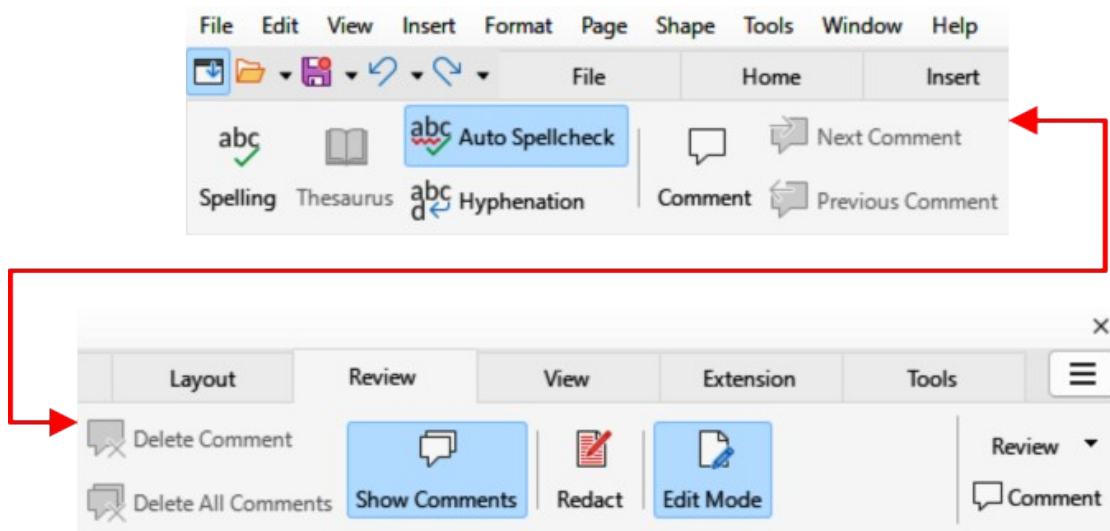 File Edit View Insert Format Page Shape Tools Window Help
File Home Insert
abc Spelling
Thesaurus
abc Auto Spellcheck
abc d Hyphenation
Comment
Next Comment
Previous Comment
Layout Review View Extension Tools
Delete Comment
Delete All Comments
Show Comments
Redact
Edit Mode
Review
Comment